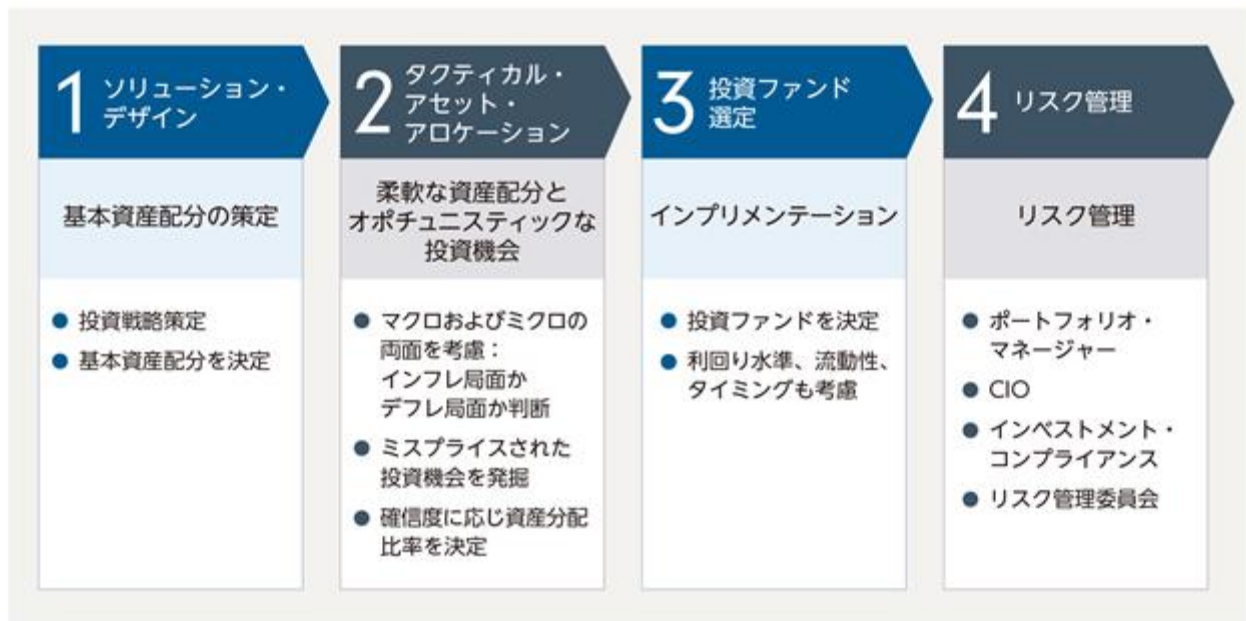 1 ソリューション・
デザイン
基本資産配分の策定
● 投資戦略策定
● 基本資産配分を決定
2 タクティカル・
アセット・
アロケーション
柔軟な資産配分と
オポチュニスティックな
投資機会
● マクロおよびミクロの
両面を考慮：
インフレ局面か
デフレ局面か判断
● ミスプライスされた
投資機会を発掘
● 確信度に応じ資産分配
比率を決定
3 投資ファンド
選定
インプリメンテーション
● 投資ファンドを決定
● 利回り水準、流動性、
タイミングも考慮
4 リスク管理
リスク管理
● ポートフォリオ・
マネージャー
● CIO
● インベストメント・
コンプライアンス
● リスク管理委員会